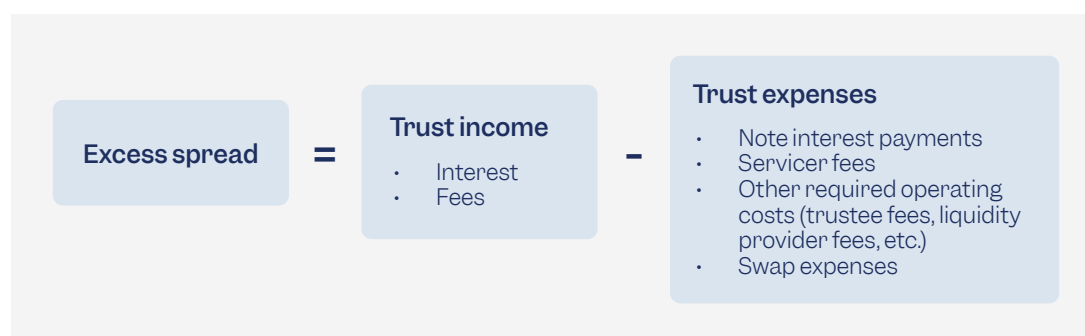 Excess spread
=
Trust income
• Interest
• Fees
-
Trust expenses
• Note interest payments
• Servicer fees
• Other required operating
costs (trustee fees, liquidity
provider fees, etc.)
• Swap expenses